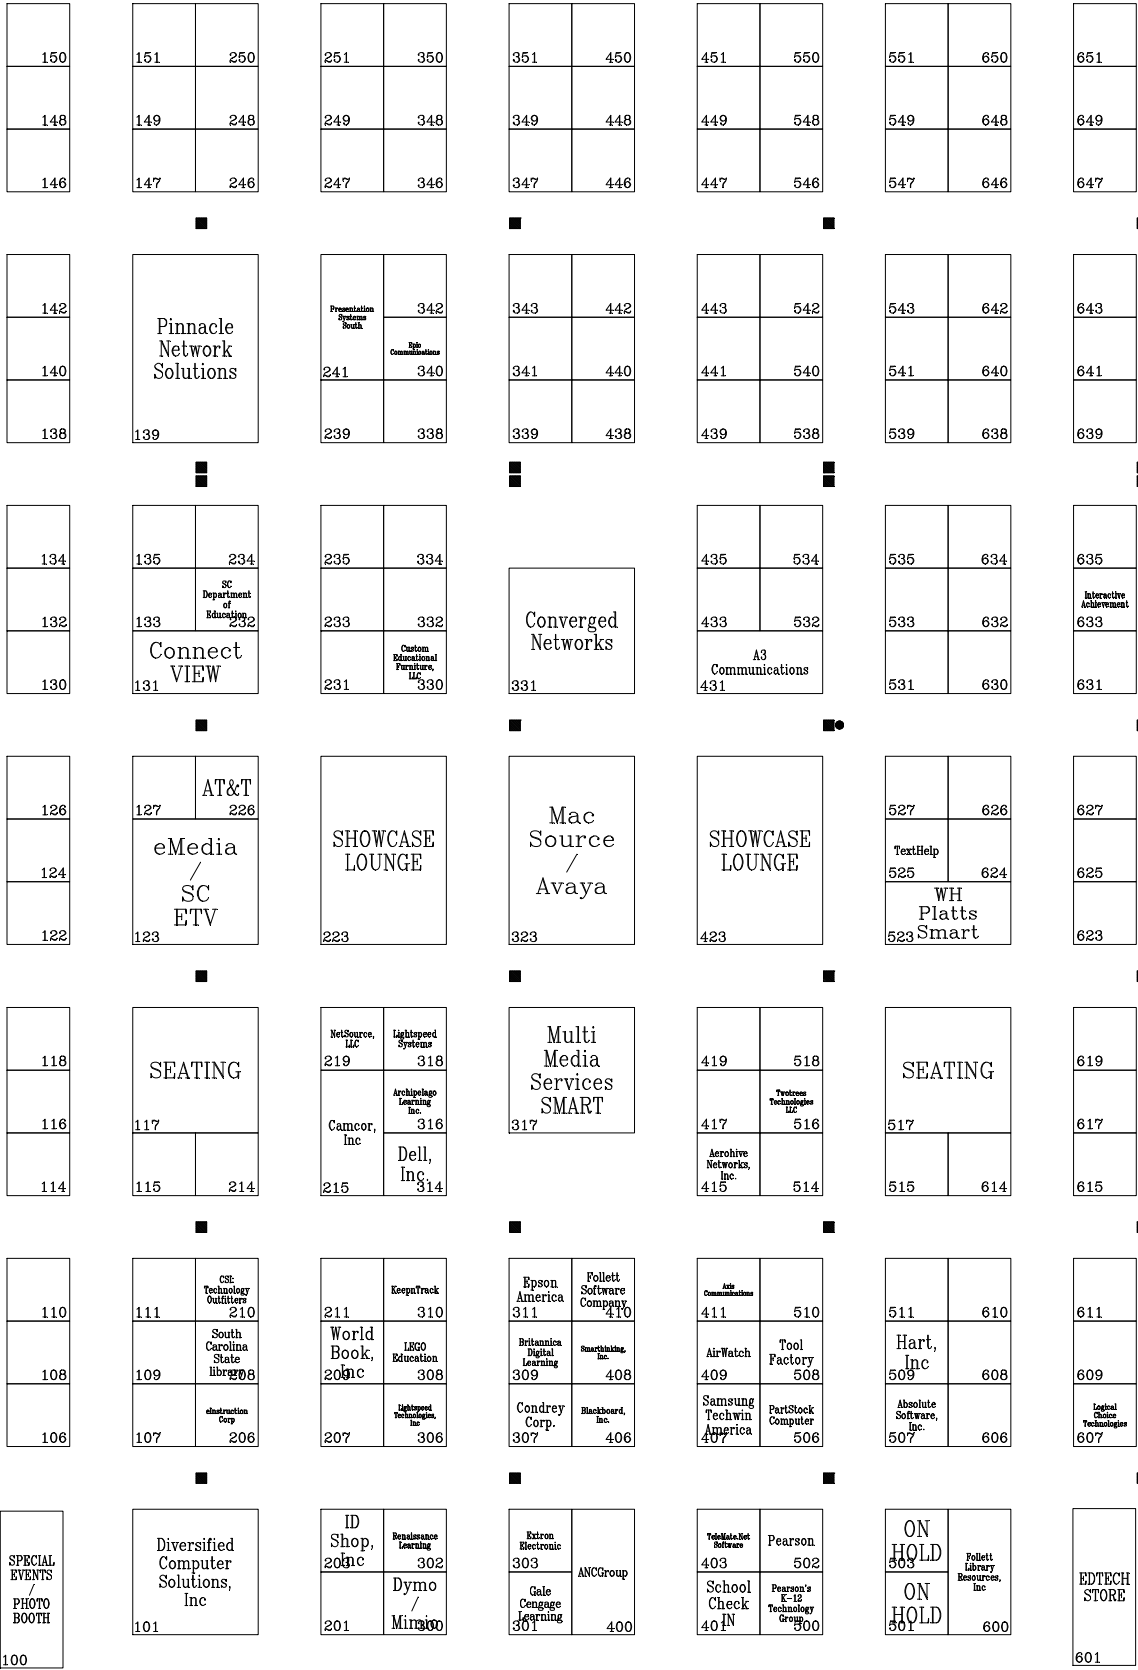 150 151 250 251 350 351 450 451 550 551 650 651
148 149 248 249 348 349 448 449 548 549 648 649
146 147 246 247 346 347 446 447 546 547 646 647
142 342 343 442 443 542 543 642 643
Pinnacle
Network
Solutions
139
Presentation
Systems
South
241
Epic
Communications
340
140 341 440 441 540 541 640 641
138 239 338 339 438 439 538 539 638 639
134 135 234 235 334 435 534 535 634 635
132 133
SC
Department
of
Education
232
233 332
Converged
Networks
331
433 532 533 632
Interactive
Achievement
633
130
Connect
VIEW
131
231
Custom
Educational
Furniture,
LLC
330
A3
Communications
431
531 630 631
126 127
AT&T
226
527 626 627
124
eMedia
/
SC
ETV
123
SHOWCASE
LOUNGE
223
Mac
Source
/
Avaya
323
SHOWCASE
LOUNGE
423
TextHelp
525
624 625
122
WH
Platts
Smart
523
623
118
SEATING
117
NetSource,
LLC
219
Lightspeed
Systems
318
Multi
Media
Services
SMART
317
419 518
SEATING
517
619
116
Camcor,
Inc
215
Archipelago
Learning
Inc.
316
417
Twotrees
Technologies
LLC
516
617
114 115 214
Dell,
Inc.
314
Aerohive
Networks,
Inc.
415
514 515 614 615
110 111
CSI:
Technology
Outfitters
210
211
KeepnTrack
310
Epson
America
311
Follett
Software
Company
410
Axis
Communications
411
510 511 610 611
108 109
South
Carolina
State
library
208
World
Book,
Inc
209
LEGO
Education
308
Britannica
Digital
Learning
309
Smarthinking,
Inc.
408
AirWatch
409
Tool
Factory
508
Hart,
Inc
509
608 609
106 107
eInstruction
Corp
206
207
Lightspeed
Technologies,
Inc
306
Condrey
Corp.
307
Blackboard,
Inc.
406
Samsung
Techwin
America
407
PartStock
Computer
506
Absolute
Software,
Inc.
507
606
Logical
Choice
Technologies
607
SPECIAL
EVENTS
/
PHOTO
BOOTH
100
Diversified
Computer
Solutions,
Inc
101
ID
Shop,
Inc
203
Renaissance
Learning
302
Extron
Electronic
303
ANCGroup
400
TeleMate.Net
Software
403
Pearson
502
ON
HOLD
503
Follett
Library
Resources,
Inc
600
EDTECH
STORE
601
201
Dymo
/
Mimio
300
Gale
Cengage
Learning
301
School
Check
IN
401
Pearson's
K-12
Technology
Group
500
ON
HOLD
501